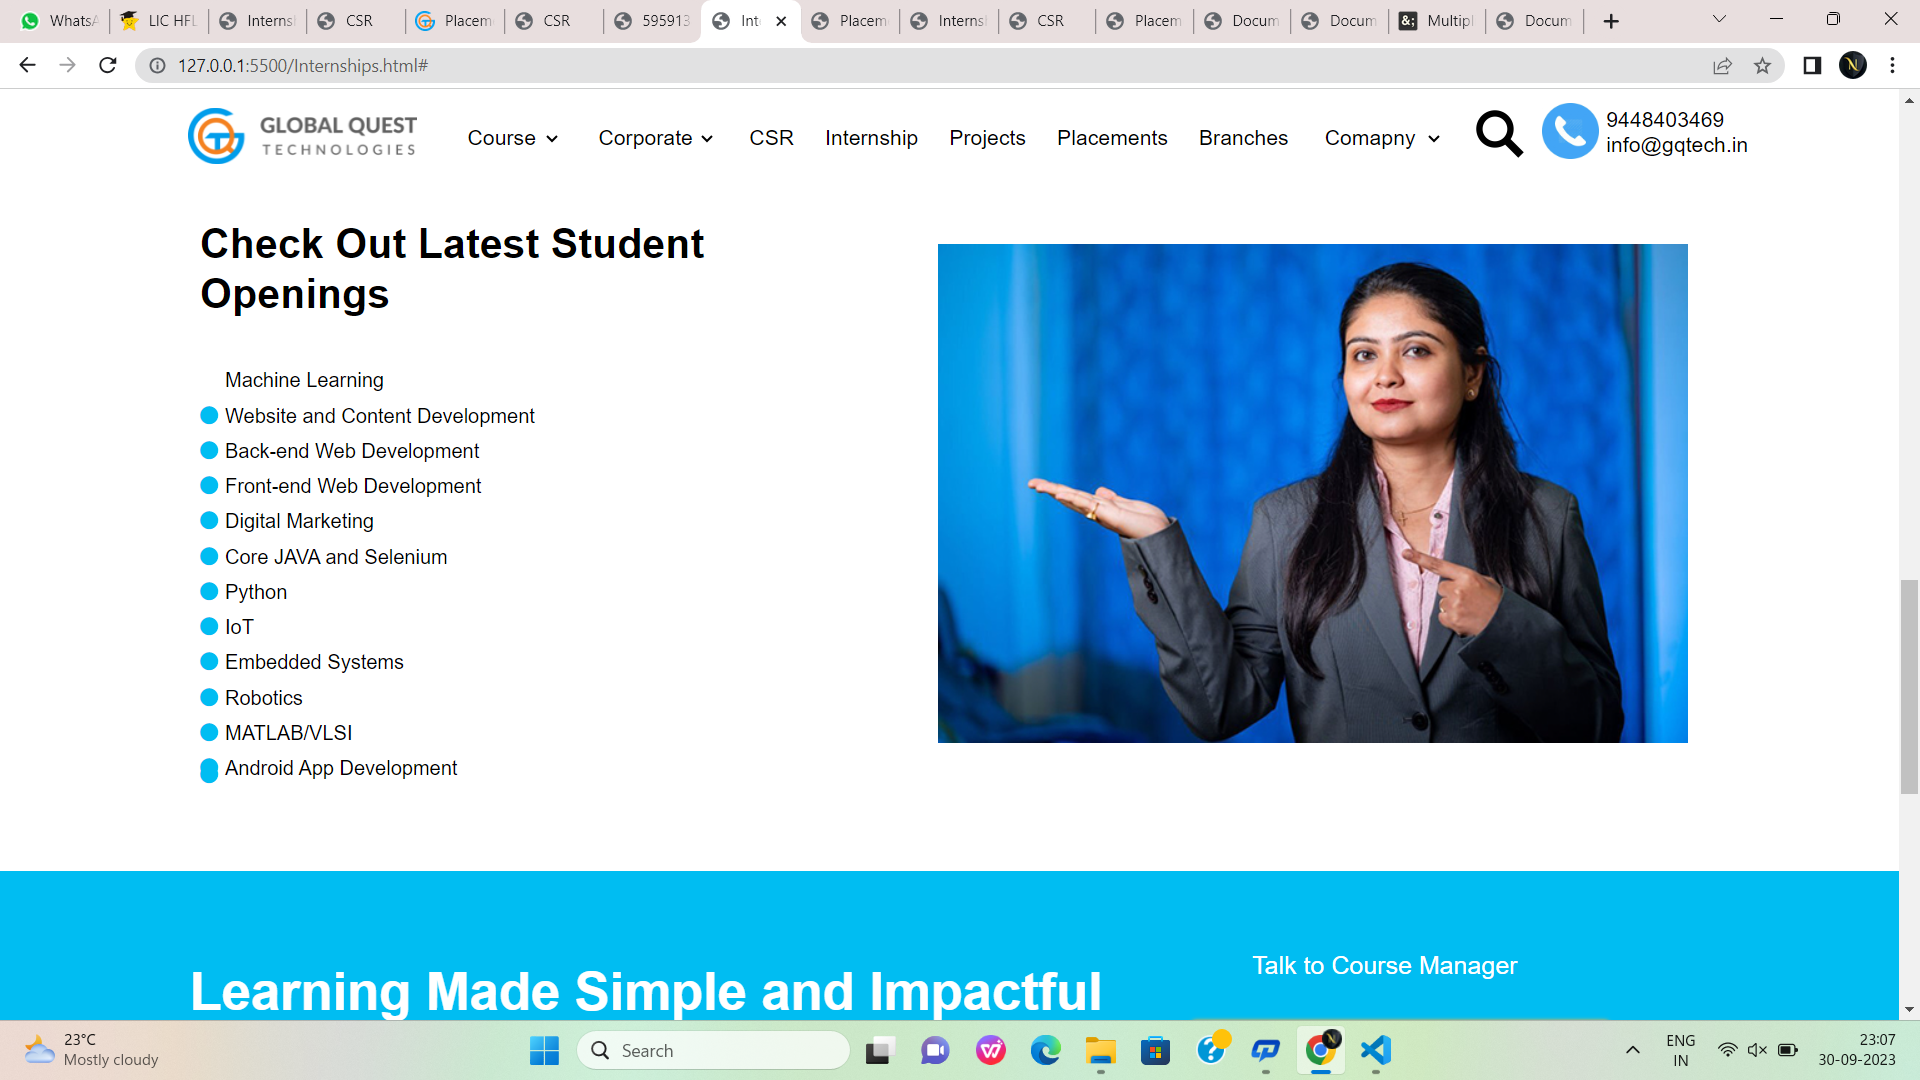 WhatsA
LIC HFL
Interns
CSR
Placem
CSR
595913
Int
Placem
Interns
CSR
Placem
Docum
Docum
&;
Multipl
Docum
127.0.0.1:5500/Internships.html#
N
GLOBAL QUEST
TECHNOLOGIES
Course
Corporate
CSR
Internship
Projects
Placements
Branches
Comapny
9448403469
info@gqtech.in
Check Out Latest Student
Openings
Machine Learning
Website and Content Development
Back-end Web Development
Front-end Web Development
Digital Marketing
Core JAVA and Selenium
Python
IoT
Embedded Systems
Robotics
MATLAB/VLSI
Android App Development
Learning Made Simple and Impactful
Talk to Course Manager
23°C
Mostly cloudy
Search
ENG
IN
23:07
30-09-2023